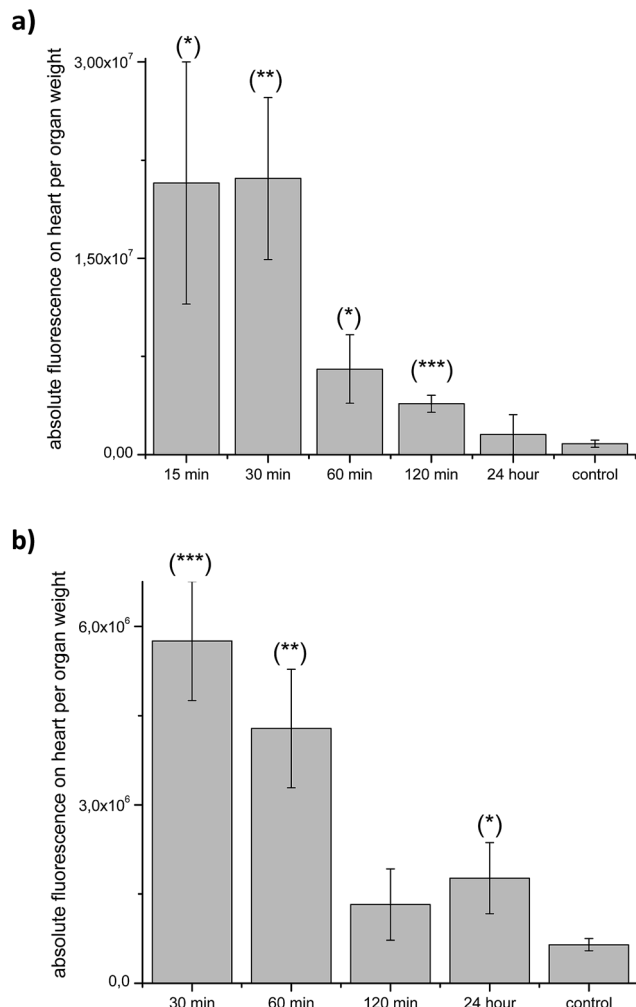 a)
absolute fluorescence on heart per organ weight
3,00x10⁷
1,50x10⁷
0,00
(*)
(**)
(*)
(***)
15 min 30 min 60 min 120 min 24 hour control
b)
absolute fluorescence on heart per organ weight
6,0x10⁶
3,0x10⁶
0,0
(***)
(**)
(*)
30 min 60 min 120 min 24 hour control